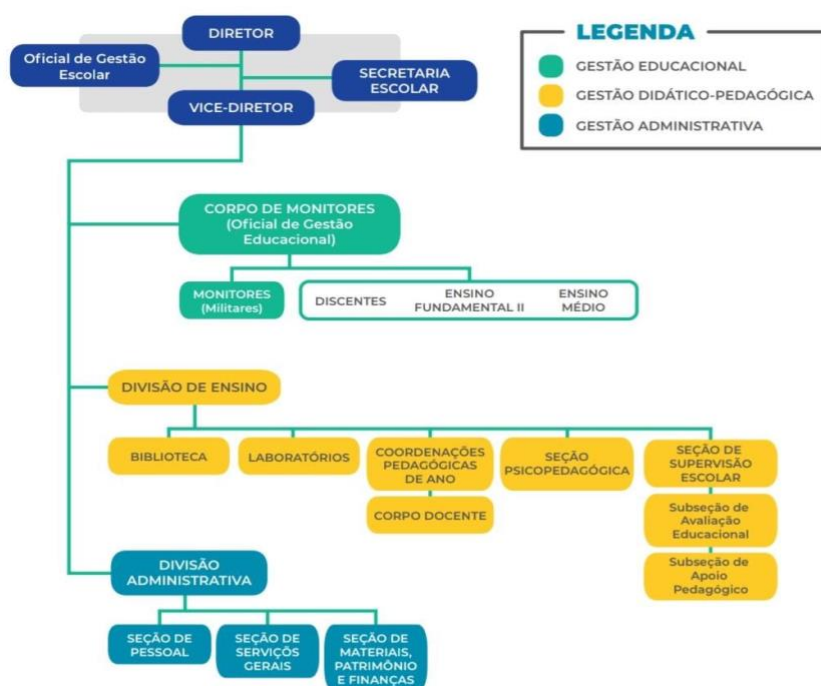 DIRETOR
Oficial de Gestão
Escolar
SECRETARIA
ESCOLAR
VICE-DIRETOR
LEGENDA
GESTÃO EDUCACIONAL
GESTÃO DIDÁTICO-PEDAGÓGICA
GESTÃO ADMINISTRATIVA
CORPO DE MONITORES
(Oficial de Gestão
Educacional)
MONITORES
(Militares)
DISCENTES
ENSINO
FUNDAMENTAL II
ENSINO
MÉDIO
DIVISÃO DE ENSINO
BIBLIOTECA
LABORATÓRIOS
COORDENAÇÕES
PEDAGÓGICAS
DE ANO
CORPO DOCENTE
SEÇÃO
PSICOPEDAGÓGICA
SEÇÃO DE
SUPERVISÃO
ESCOLAR
Subseção de
Avaliação
Educacional
Subseção de
Apoio
Pedagógico
DIVISÃO
ADMINISTRATIVA
SEÇÃO DE
PESSOAL
SEÇÃO DE
SERVIÇÕS
GERAIS
SEÇÃO DE
MATERIAIS,
PATRIMÔNIO
E FINANÇAS